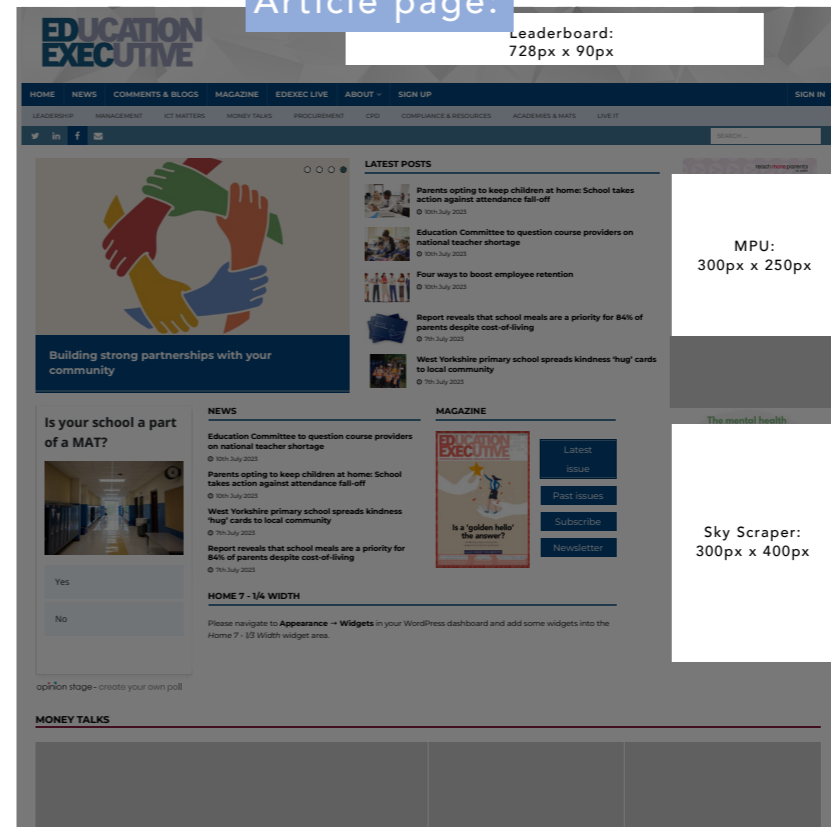 Article page:
EDUCATION
EXECUTIVE
Leaderboard:
728px x 90px
HOME NEWS COMMENTS & BLOGS MAGAZINE EDEXEC LIVE ABOUT SIGN UP SIGN IN
LEADERSHIP MANAGEMENT ICT MATTERS MONEY TALKS PROCUREMENT CPD COMPLIANCE & RESOURCES ACADEMIES & MATS LIVE IT
in f SEARCH ...
Building strong partnerships with your
community
LATEST POSTS
Parents opting to keep children at home: School takes
action against attendance fall-off
10th July 2023
Education Committee to question course providers on
national teacher shortage
10th July 2023
Four ways to boost employee retention
10th July 2023
Report reveals that school meals are a priority for 84% of
parents despite cost-of-living
7th July 2023
West Yorkshire primary school spreads kindness 'hug' cards
to local community
7th July 2023
reach more parents
MPU:
300px x 250px
The mental health
Sky Scraper:
300px x 400px
Is your school a part
of a MAT?
Yes
No
opinion stage - create your own poll
NEWS
Education Committee to question course providers
on national teacher shortage
10th July 2023
Parents opting to keep children at home: School
takes action against attendance fall-off
10th July 2023
West Yorkshire primary school spreads kindness
'hug' cards to local community
7th July 2023
Report reveals that school meals are a priority for
84% of parents despite cost-of-living
7th July 2023
MAGAZINE
EDUCATION
EXECUTIVE
Is a 'golden hello'
the answer?
Latest
issue
Past issues
Subscribe
Newsletter
HOME 7 - 1/4 WIDTH
Please navigate to Appearance → Widgets in your WordPress dashboard and add some widgets into the
Home 7 - 1/3 Width widget area.
MONEY TALKS